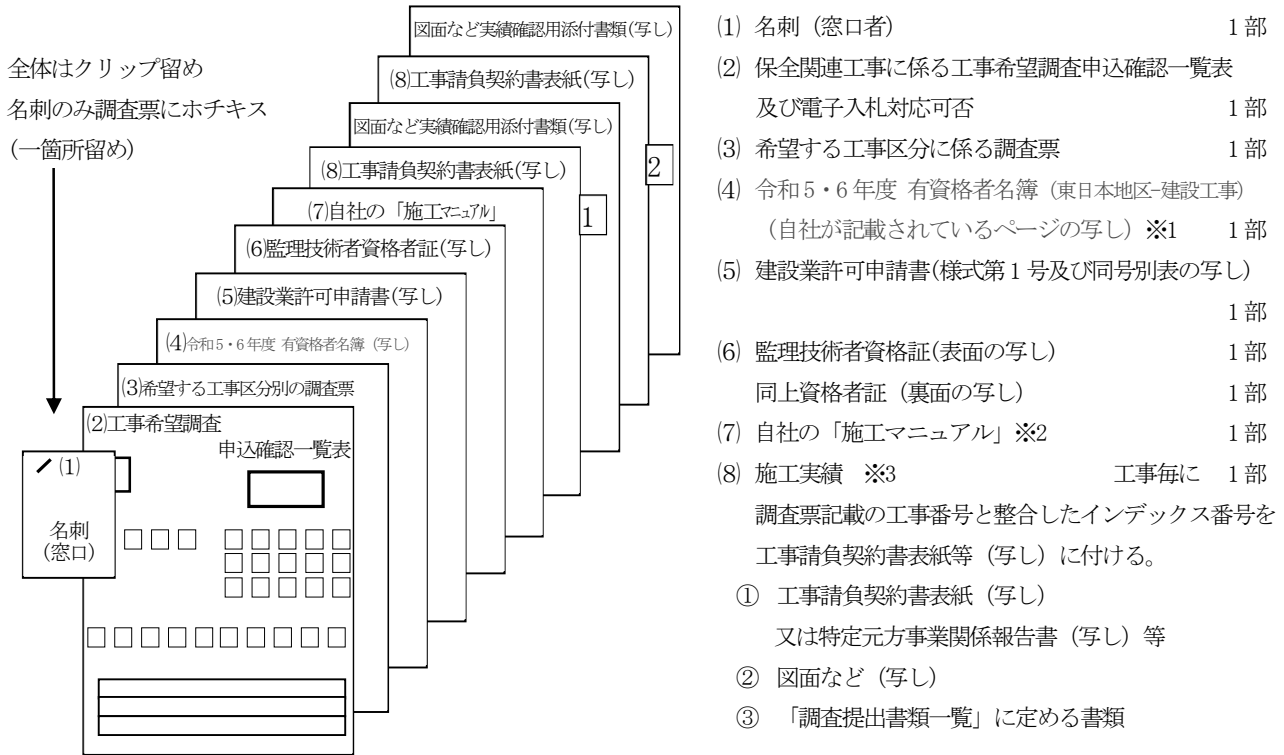 全体はクリップ留め
名刺のみ調査票にホチキス
(一箇所留め)
図面など実績確認用添付書類(写し)
(8)工事請負契約書表紙(写し)
図面など実績確認用添付書類(写し)
2
(8)工事請負契約書表紙(写し)
1
(7)自社の「施工マニュアル」
(6)監理技術者資格者証(写し)
(5)建設業許可申請書(写し)
(4)令和5・6年度 有資格者名簿 (写し)
(3)希望する工事区分別の調査票
(2)工事希望調査
申込確認一覧表
(1)
名刺
(窓口)
(1) 名刺(窓口者) 1部
(2) 保全関連工事に係る工事希望調査申込確認一覧表
及び電子入札対応可否 1部
(3) 希望する工事区分に係る調査票 1部
(4) 令和5・6年度 有資格者名簿(東日本地区-建設工事)
(自社が記載されているページの写し)※1 1部
(5) 建設業許可申請書(様式第1号及び同号別表の写し)
1部
(6) 監理技術者資格証(表面の写し) 1部
同上資格者証(裏面の写し) 1部
(7) 自社の「施工マニュアル」※2 1部
(8) 施工実績 ※3 工事毎に 1部
調査票記載の工事番号と整合したインデックス番号を
工事請負契約書表紙等(写し)に付ける。
① 工事請負契約書表紙(写し)
又は特定元方事業関係報告書(写し)等
② 図面など(写し)
③ 「調査提出書類一覧」に定める書類